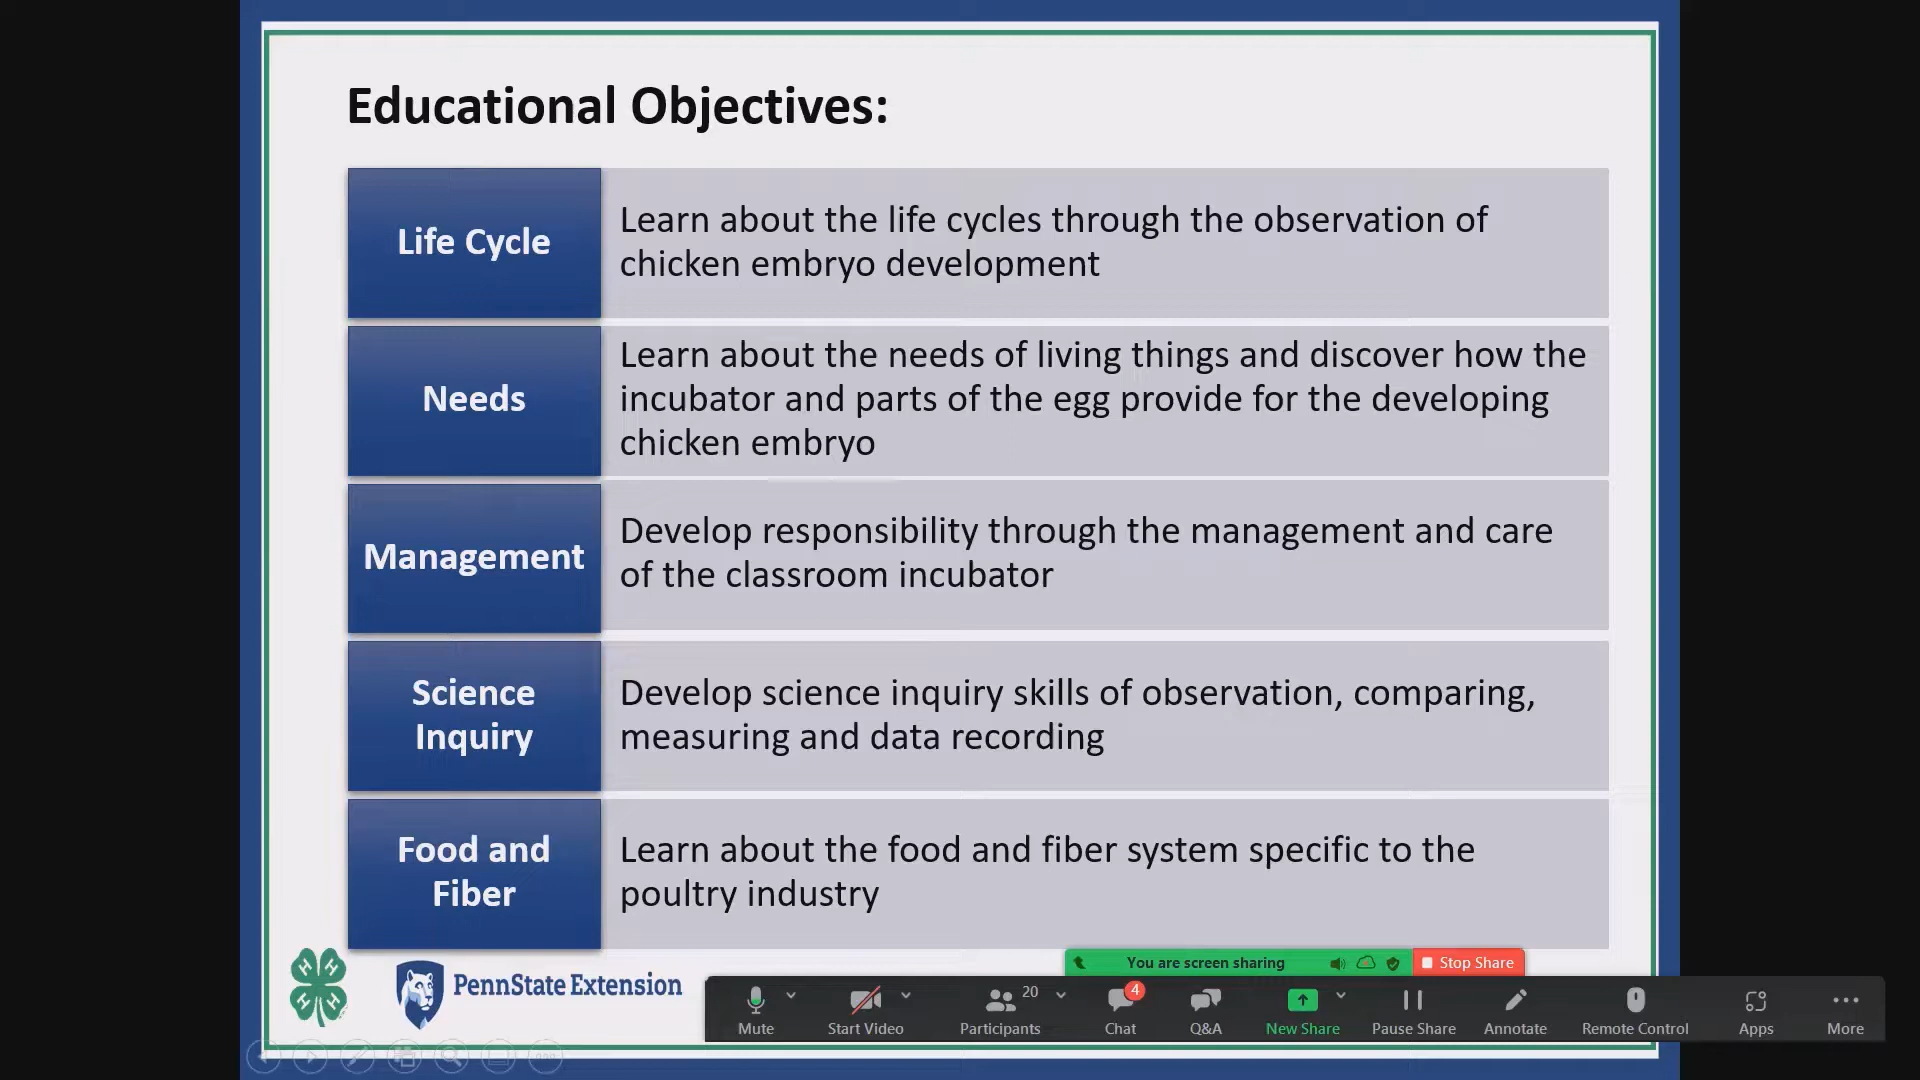 Educational Objectives:
Life Cycle
Learn about the life cycles through the observation of
chicken embryo development
Needs
Learn about the needs of living things and discover how the
incubator and parts of the egg provide for the developing
chicken embryo
Management
Develop responsibility through the management and care
of the classroom incubator
Science
Inquiry
Develop science inquiry skills of observation, comparing,
measuring and data recording
Food and
Fiber
Learn about the food and fiber system specific to the
poultry industry
H H
H H
PennState Extension
You are screen sharing
Stop Share
20
4
Mute
Start Video
Participants
Chat
Q&A
New Share
Pause Share
Annotate
Remote Control
Apps
More